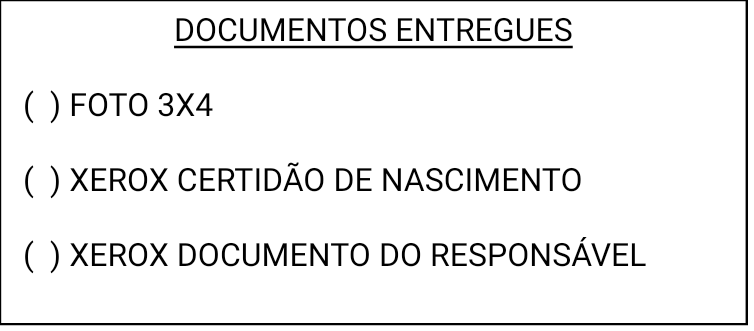 DOCUMENTOS ENTREGUES
(  ) FOTO 3X4
(  ) XEROX CERTIDÃO DE NASCIMENTO
(  ) XEROX DOCUMENTO DO RESPONSÁVEL